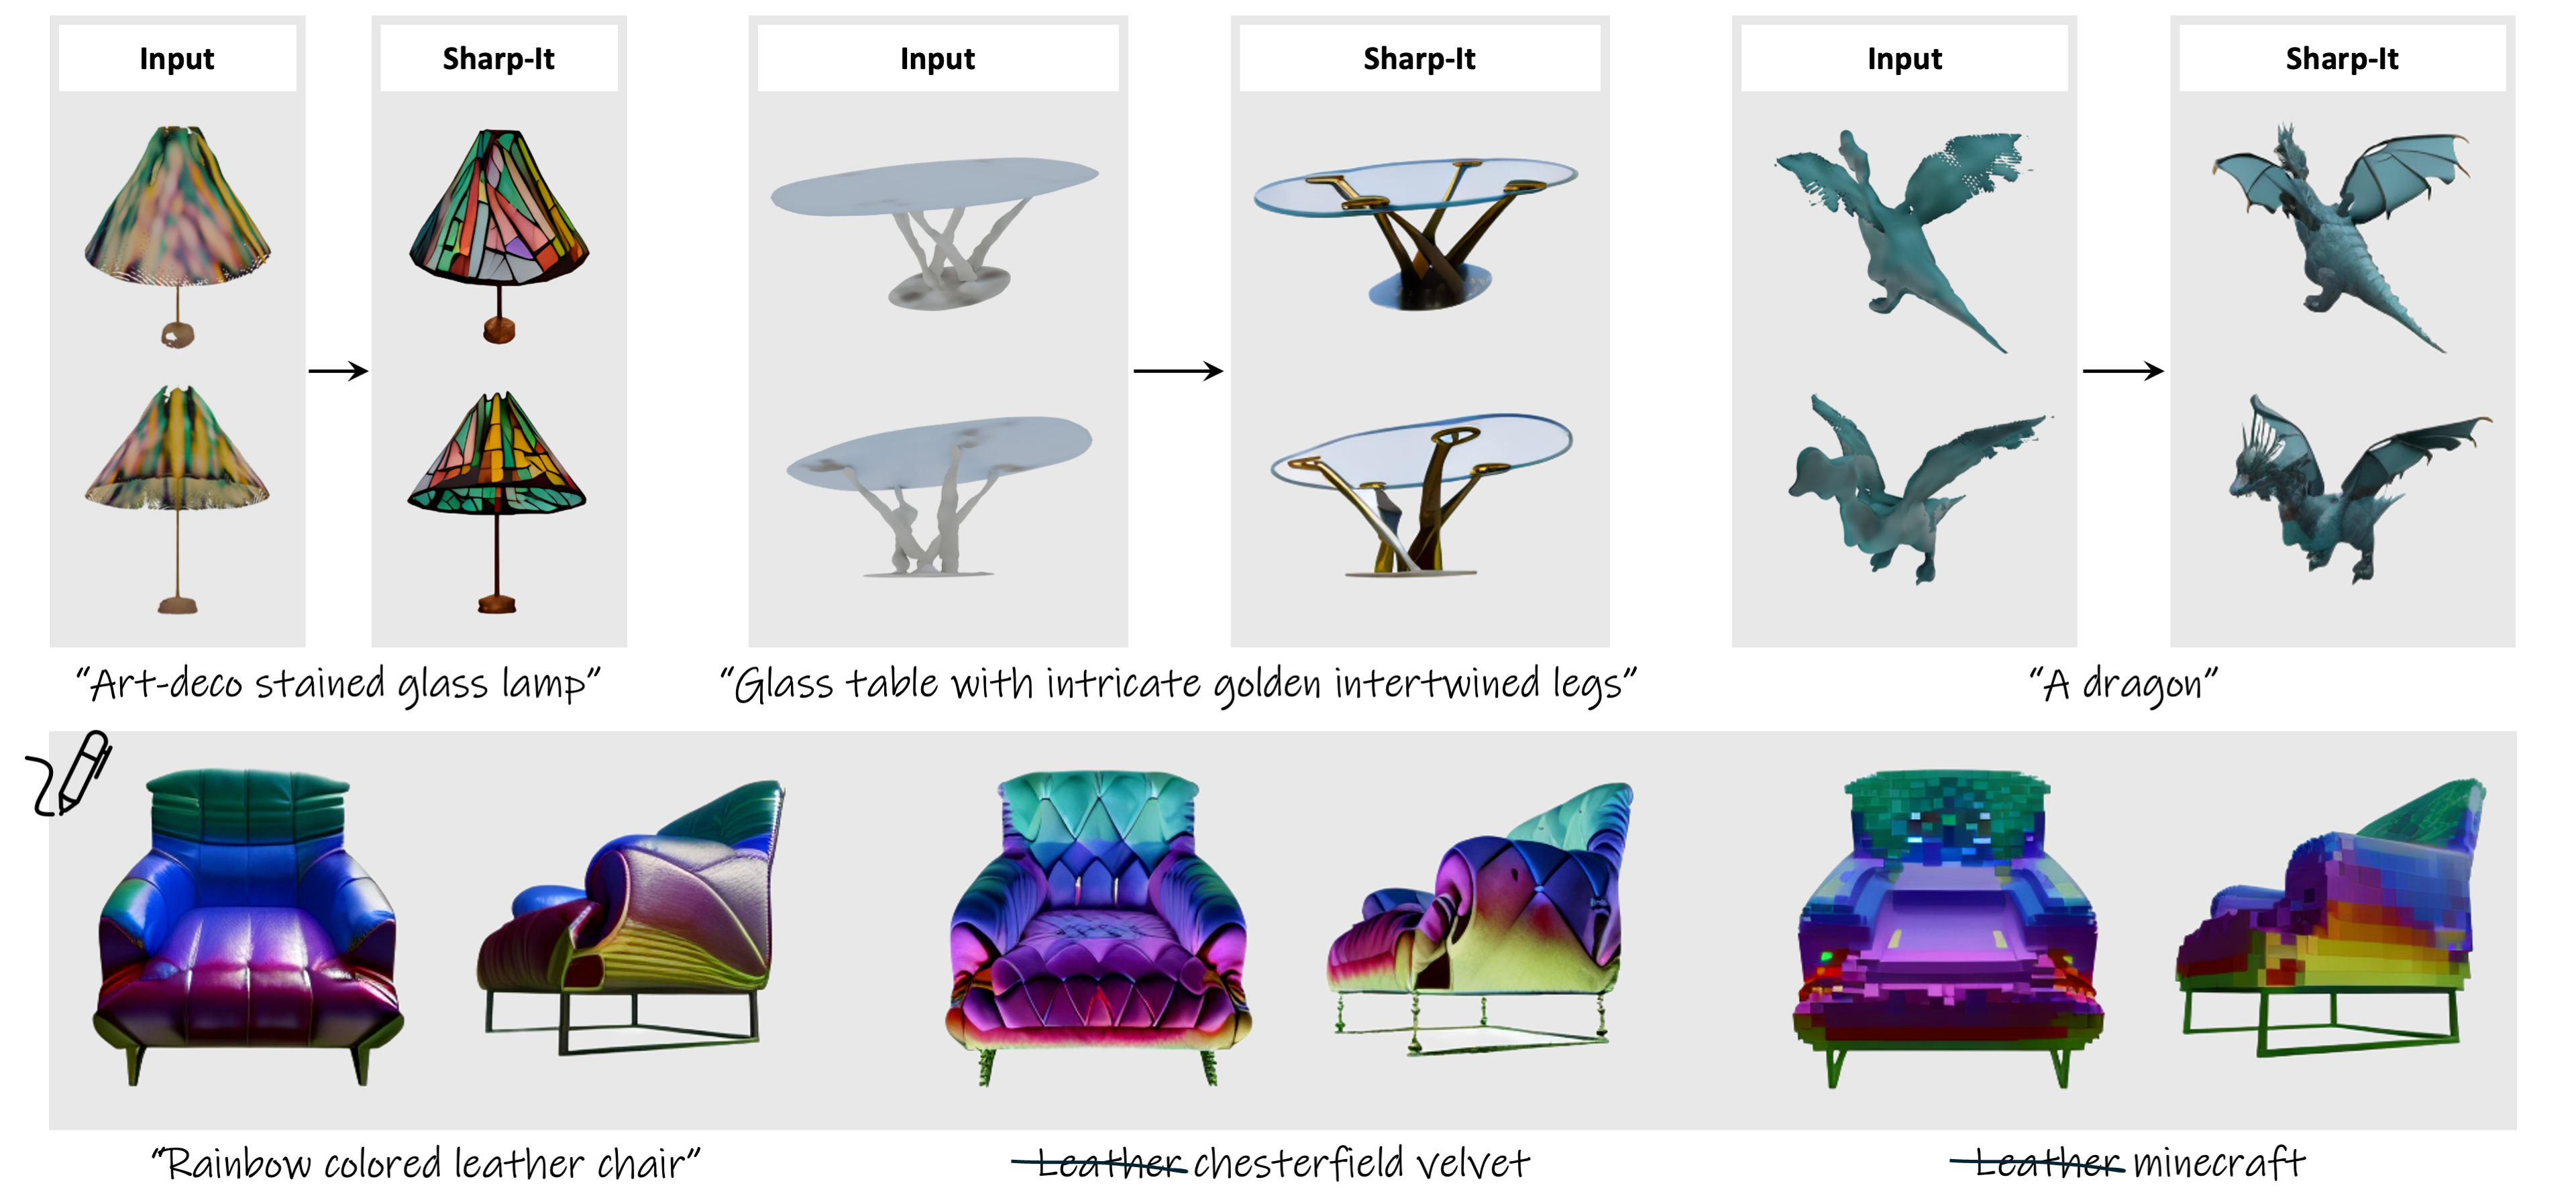 Input
Sharp-It
Input
Sharp-It
Input
Sharp-It
“Art-deco stained glass lamp”
“Glass table with intricate golden intertwined legs”
“A dragon”
“Rainbow colored leather chair”
Leather chesterfield velvet
Leather minecraft